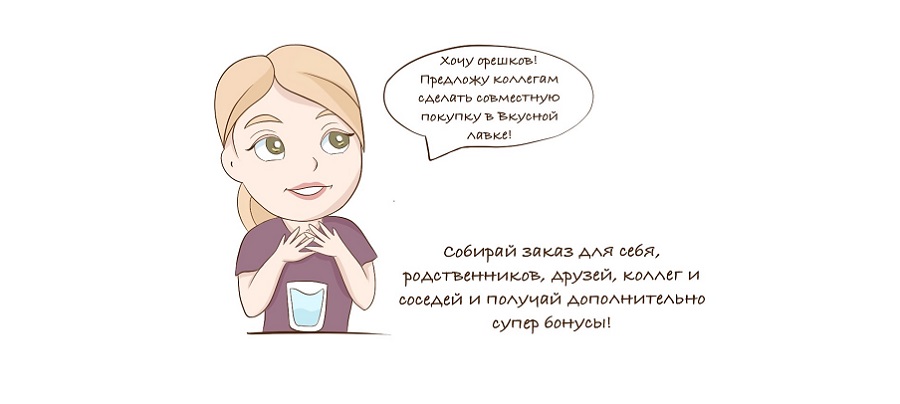 Хочу орешков!
Предложу коллегам
сделать совместную
покупку в Вкусной
лавке!
Собирай заказ для себя,
родственников, друзей, коллег и
соседей и получай дополнительно
супер бонусы!